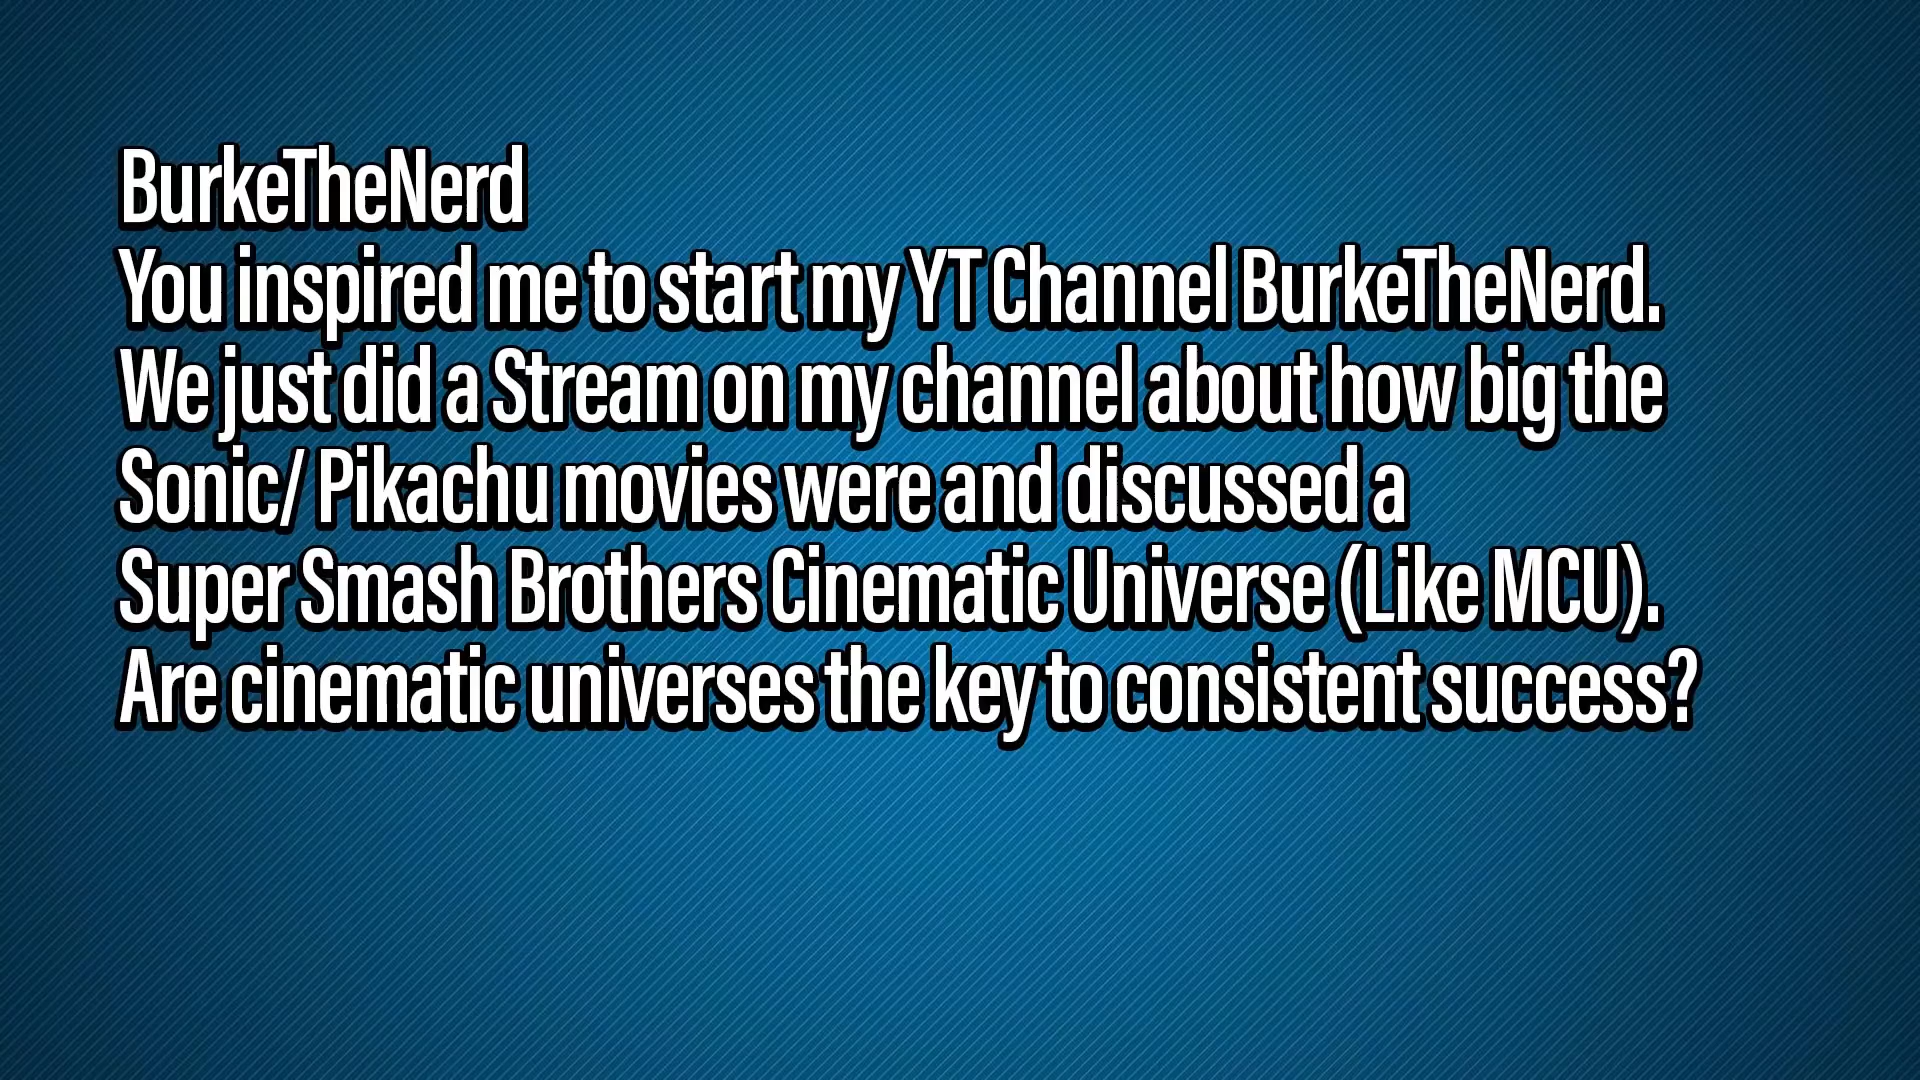 BurkeTheNerd
You inspired me to start my YT Channel BurkeTheNerd.
We just did a Stream on my channel about how big the
Sonic/ Pikachu movies were and discussed a
Super Smash Brothers Cinematic Universe (Like MCU).
Are cinematic universes the key to consistent success?